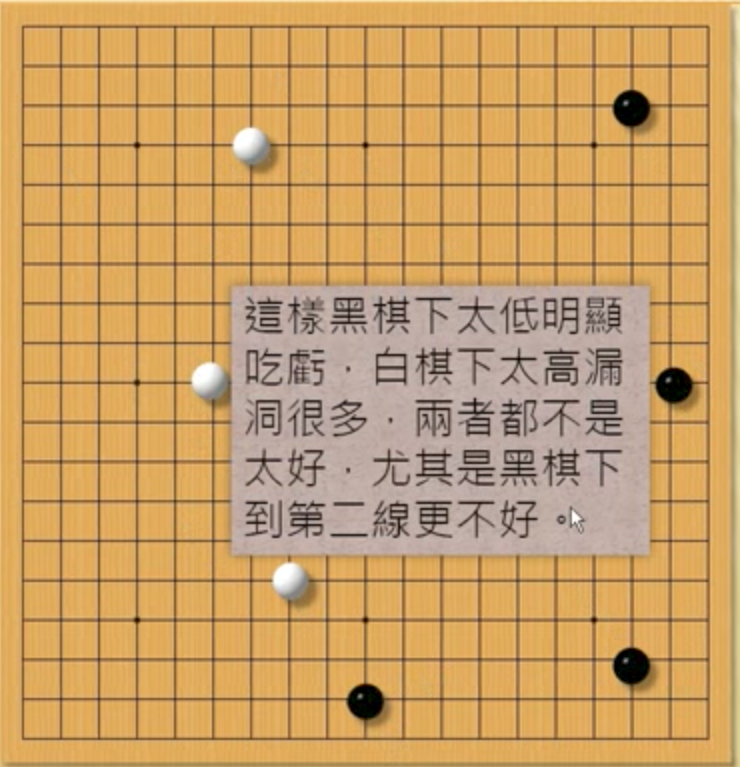 這樣黑棋下太低明顯
吃虧，白棋下太高漏
洞很多，兩者都不是
太好，尤其是黑棋下
到第二線更不好。